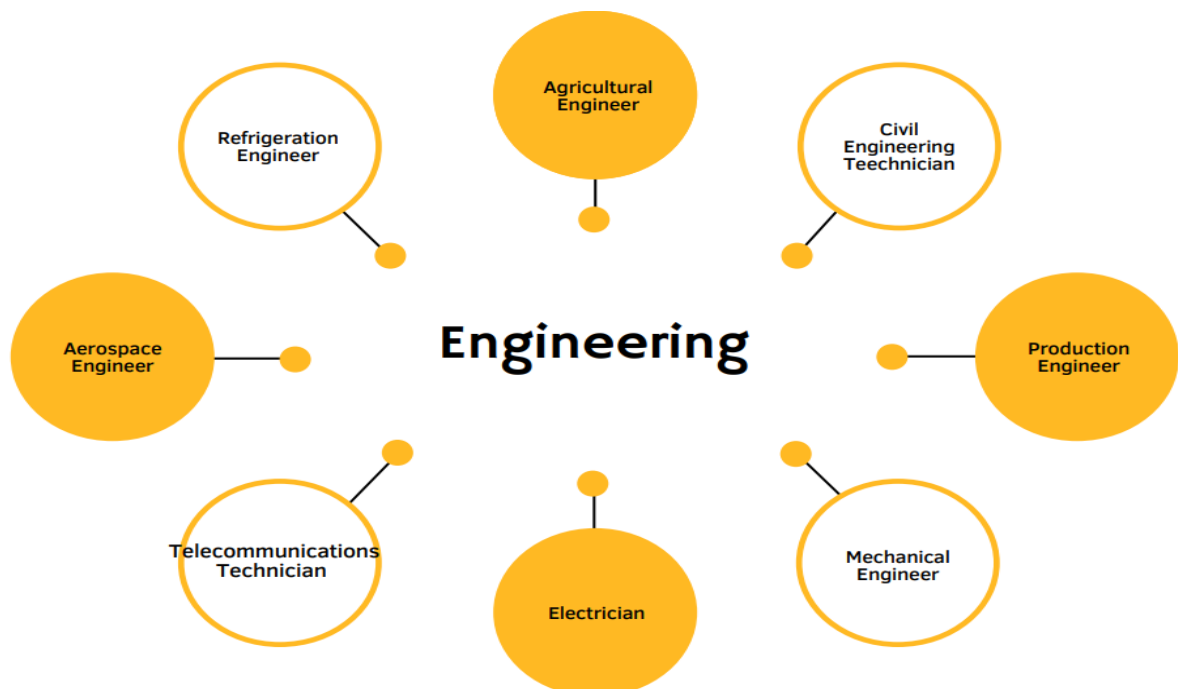 Agricultural
Engineer
Refrigeration
Engineer
Civil
Engineering
Teechnician
Aerospace
Engineer
Engineering
Production
Engineer
Telecommunications
Technician
Mechanical
Engineer
Electrician